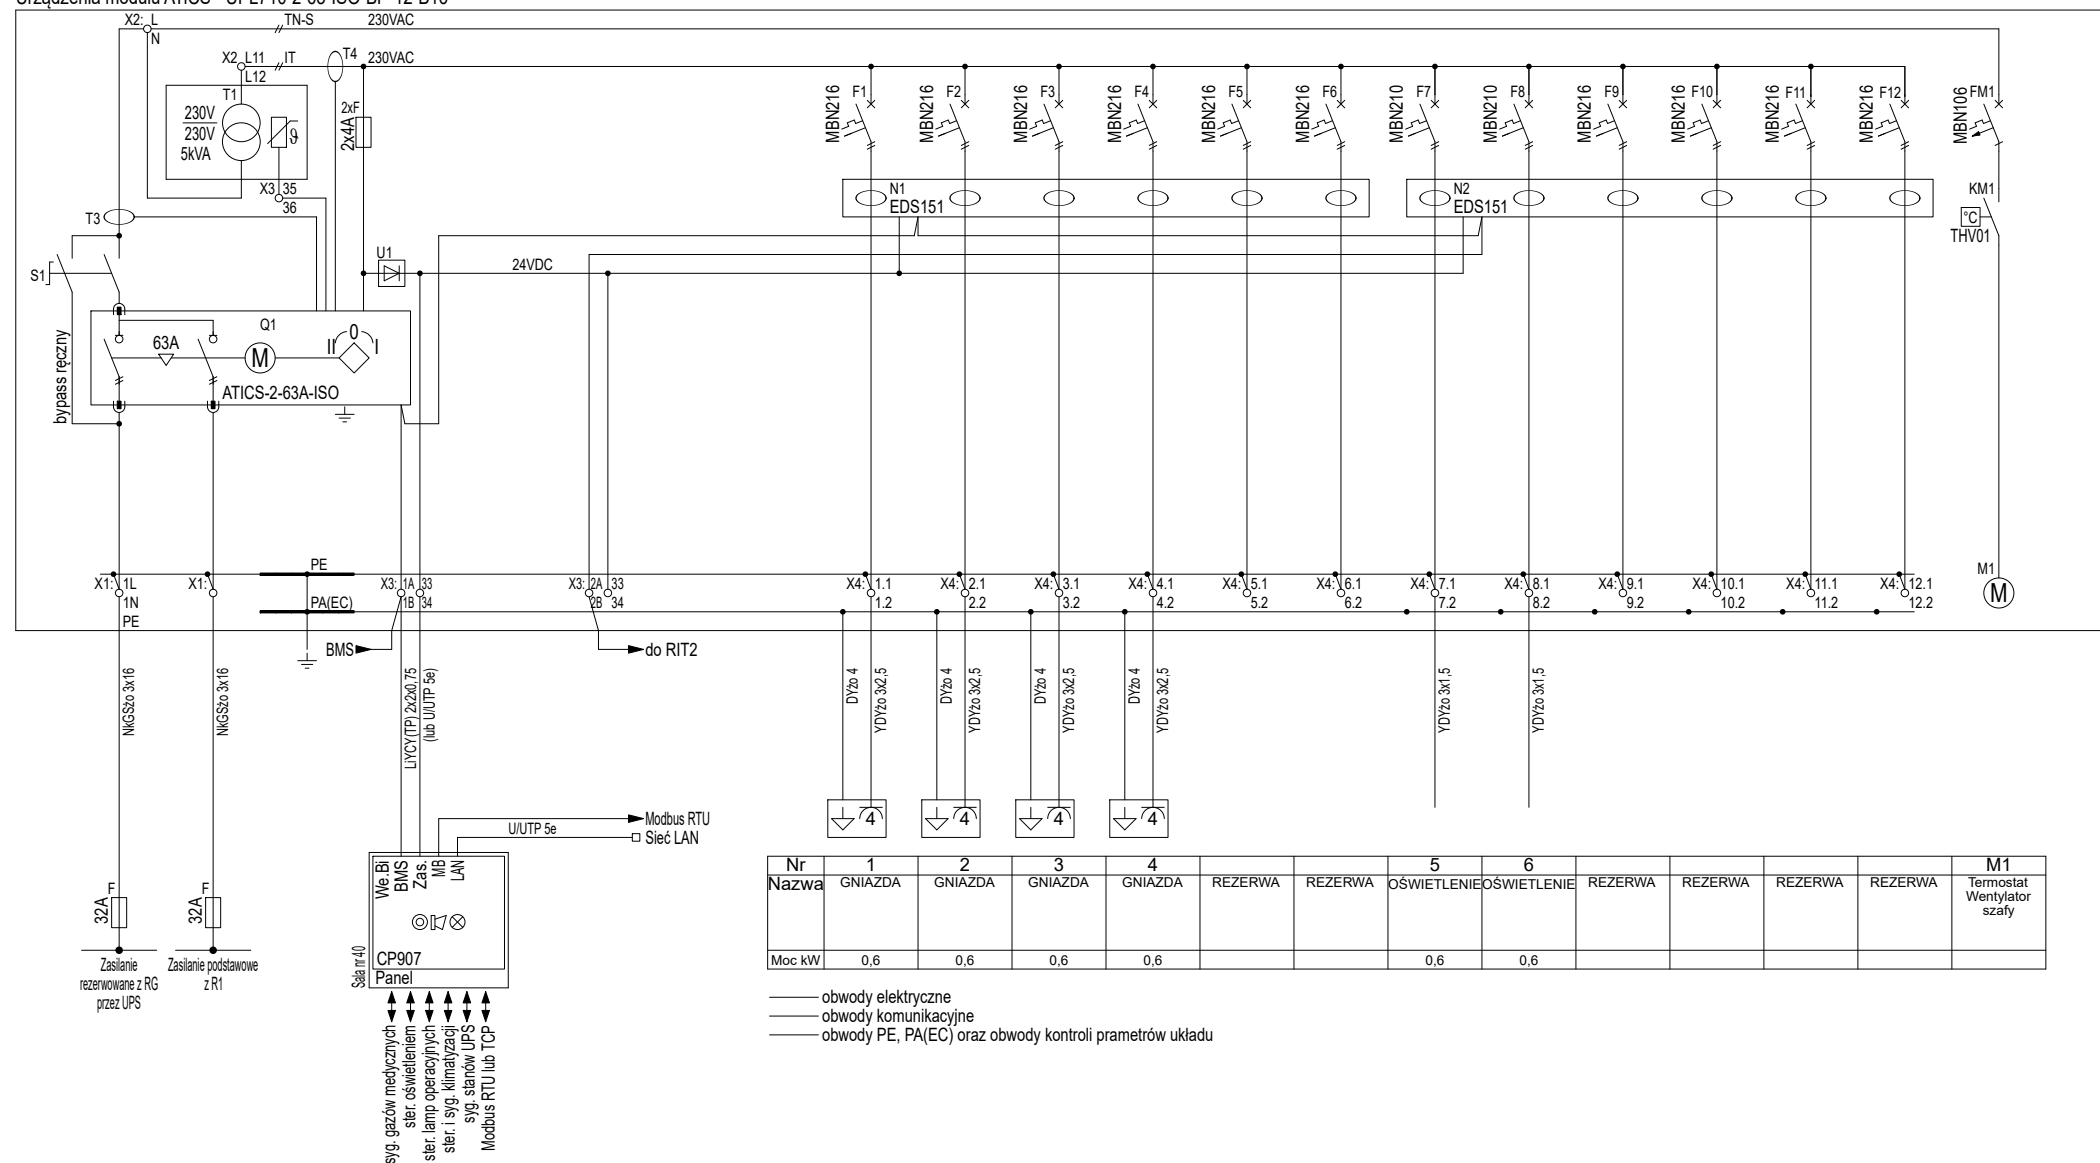 X2: L
N
TN-S
230VAC
X2 L11
L12
IT
T4
230VAC
T1
230V
230V
5kVA
ϑ
X3 35
36
2xF
2x4A
T3
S1
bypass ręczny
U1
24VDC
Q1
63A
M
II 0 I
ATICS-2-63A-ISO
MBN216 F1
MBN216 F2
MBN216 F3
MBN216 F4
MBN216 F5
MBN216 F6
MBN210 F7
MBN210 F8
MBN216 F9
MBN216 F10
MBN216 F11
MBN216 F12
MBN106 FM1
N1
EDS151
N2
EDS151
KM1
°C
THV01
PE
PA(EC)
X1: 1L
1N
PE
X1:
X3: 1A 33
1B 34
X3: 2A 33
2B 34
X4: 1.1
1.2
X4: 2.1
2.2
X4: 3.1
3.2
X4: 4.1
4.2
X4: 5.1
5.2
X4: 6.1
6.2
X4: 7.1
7.2
X4: 8.1
8.2
X4: 9.1
9.2
X4: 10.1
10.2
X4: 11.1
11.2
X4: 12.1
12.2
M1
M
BMS
do RIT2
NkGSżo 3x16
NkGSżo 3x16
LiYCY(TP) 2x2x0,75
(lub U/UTP 5e)
DYżo 4
YDYżo 3x2,5
DYżo 4
YDYżo 3x2,5
DYżo 4
YDYżo 3x2,5
DYżo 4
YDYżo 3x2,5
YDYżo 3x1,5
YDYżo 3x1,5
4
4
4
4
Modbus RTU
U/UTP 5e
Sieć LAN
We.Bi
BMS
Zas.
MB
LAN
CP907
Panel
Sala nr 40
F
32A
F
32A
Zasilanie
rezerwowane z RG
przez UPS
Zasilanie podstawowe
z R1
syg. gazów medycznych
ster. oświetleniem
ster. lamp operacyjnych
ster. i syg. klimatyzacji
syg. stanów UPS
Modbus RTU lub TCP
Nr 1 2 3 4 5 6 M1
Nazwa GNIAZDA GNIAZDA GNIAZDA GNIAZDA REZERWA REZERWA OŚWIETLENIE OŚWIETLENIE REZERWA REZERWA REZERWA REZERWA Termostat
Wentylator
szafy
Moc kW 0,6 0,6 0,6 0,6 0,6 0,6
obwody elektryczne
obwody komunikacyjne
obwody PE, PA(EC) oraz obwody kontroli prametrów układu